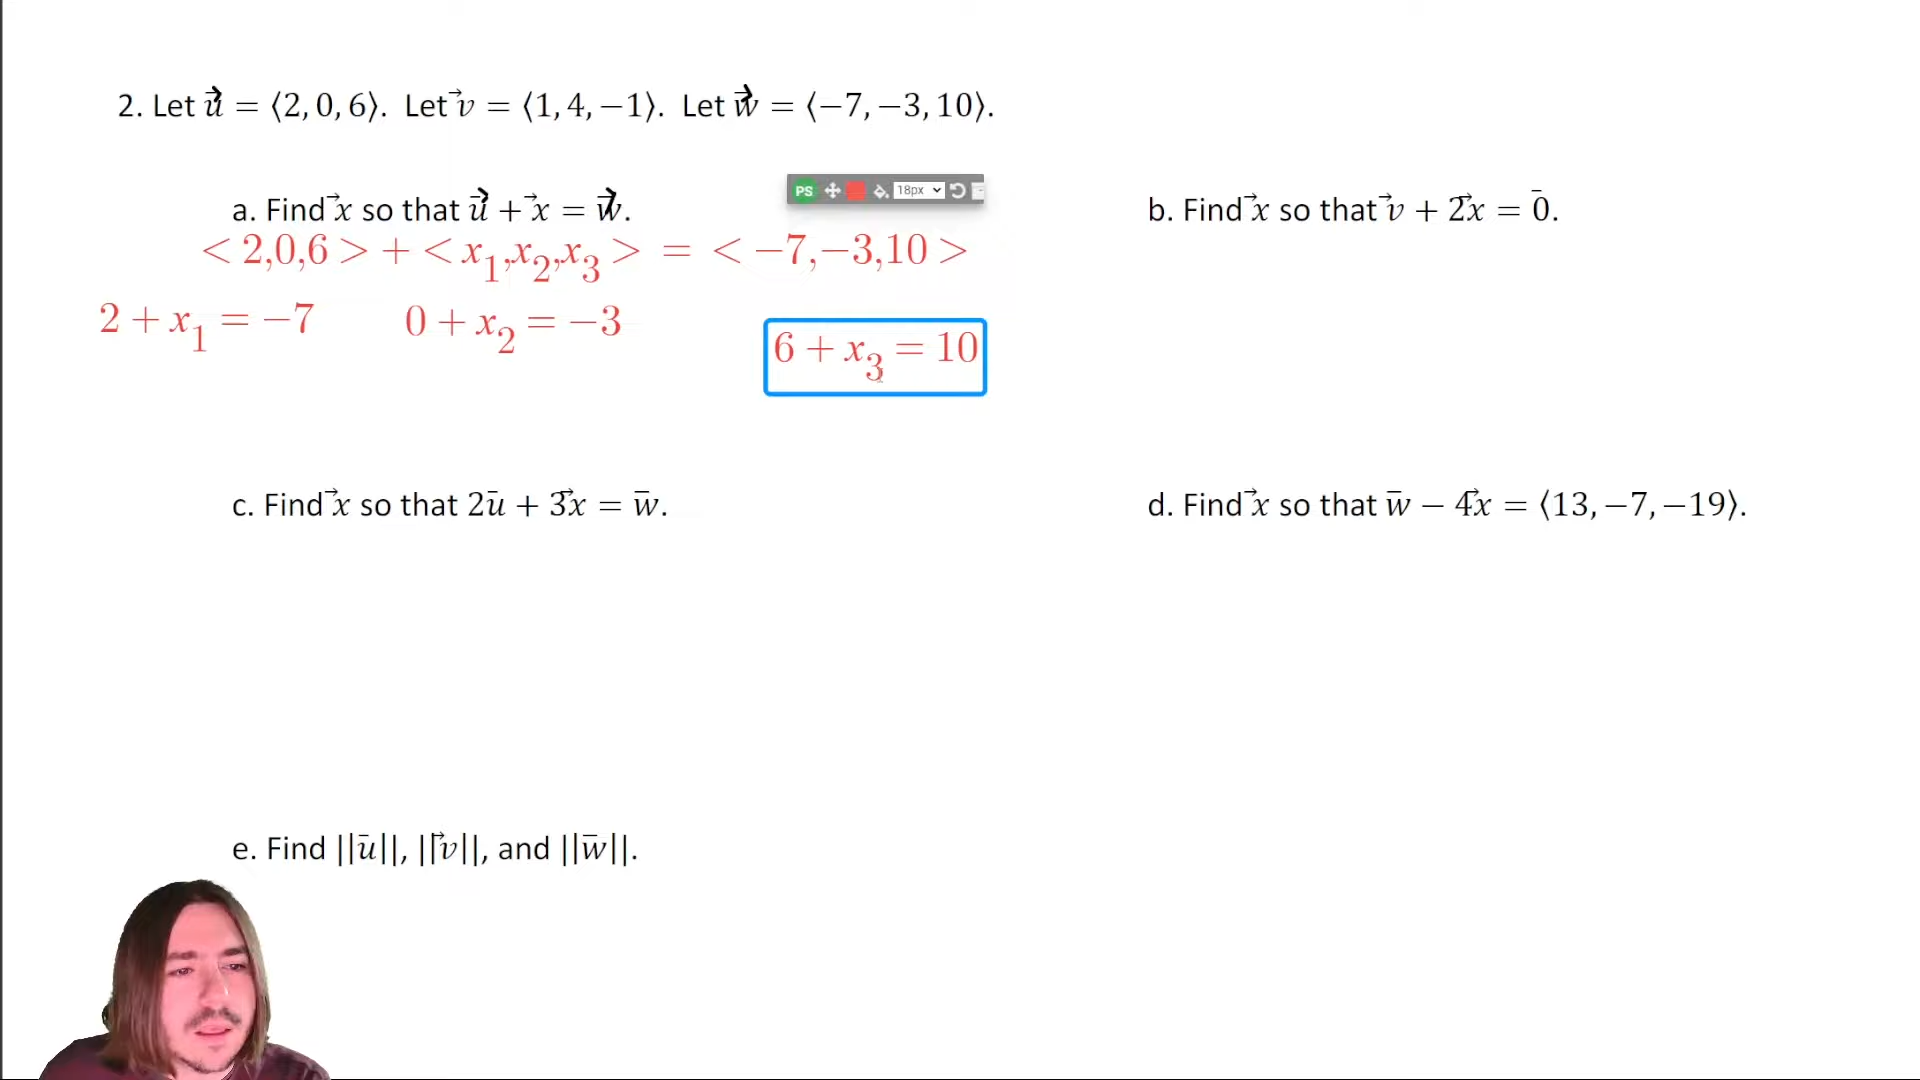 2. Let u⃗ = ⟨2, 0, 6⟩. Let v⃗ = ⟨1, 4, −1⟩. Let w⃗ = ⟨−7, −3, 10⟩.
PS 18px
a. Find x⃗ so that u⃗ + x⃗ = w⃗.
b. Find x⃗ so that v⃗ + 2x⃗ = 0̄.
< 2,0,6 > + < x₁,x₂,x₃ > = < −7,−3,10 >
2 + x₁ = −7 0 + x₂ = −3 6 + x₃ = 10
c. Find x⃗ so that 2ū + 3x⃗ = w̄.
d. Find x⃗ so that w̄ − 4x⃗ = ⟨13, −7, −19⟩.
e. Find ||ū||, ||v⃗||, and ||w̄||.